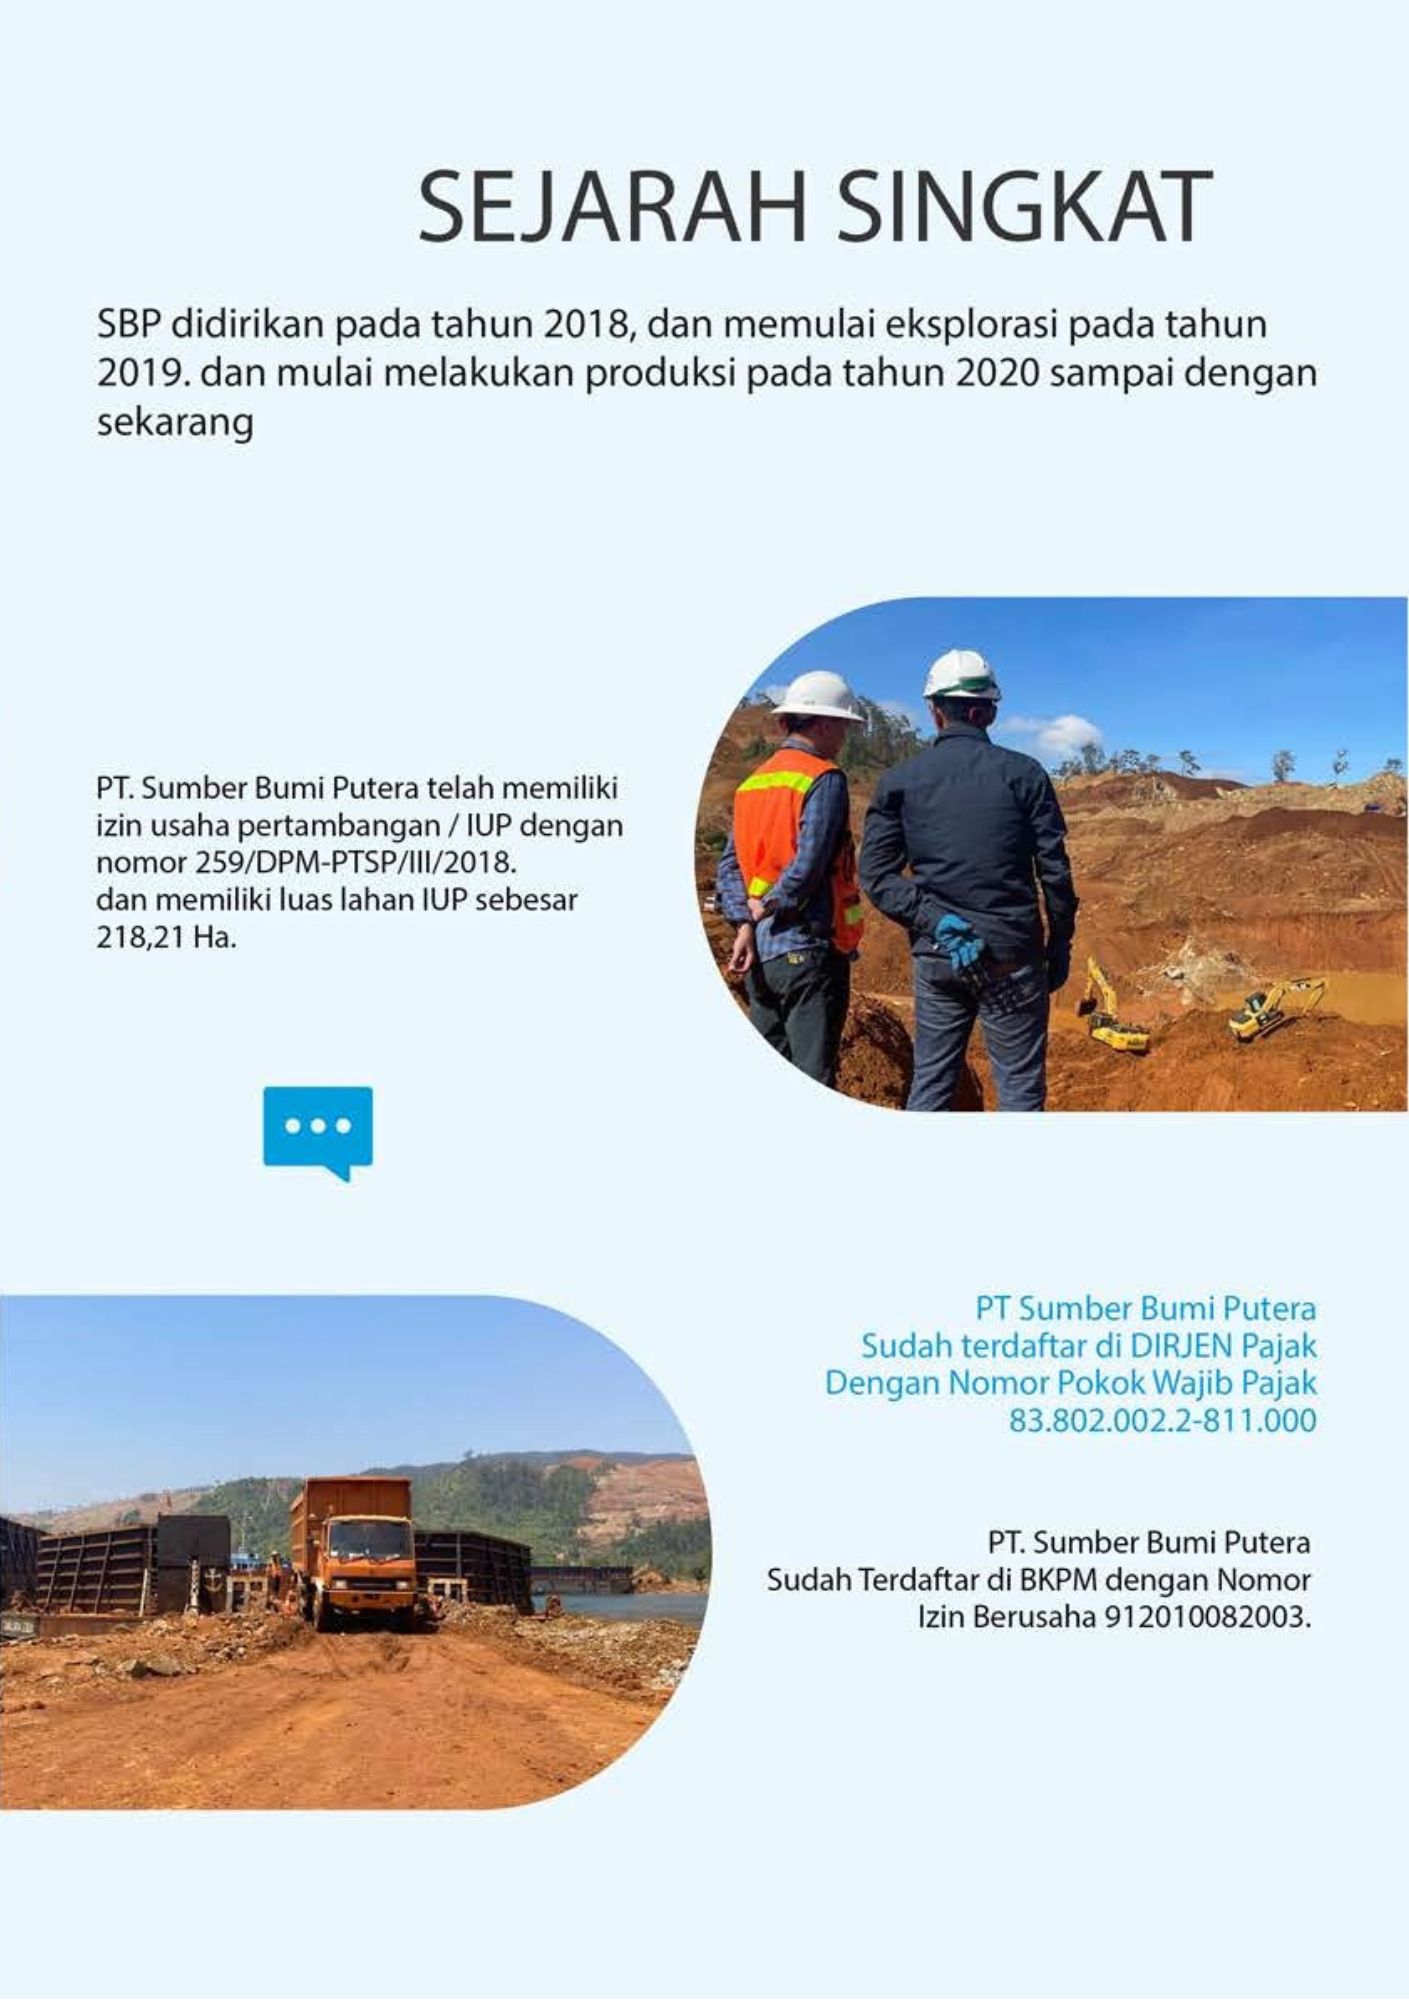 SEJARAH SINGKAT
SBP didirikan pada tahun 2018, dan memulai eksplorasi pada tahun
2019. dan mulai melakukan produksi pada tahun 2020 sampai dengan
sekarang
PT. Sumber Bumi Putera telah memiliki
izin usaha pertambangan / IUP dengan
nomor 259/DPM-PTSP/III/2018.
dan memiliki luas lahan IUP sebesar
218,21 Ha.
PT Sumber Bumi Putera
Sudah terdaftar di DIRJEN Pajak
Dengan Nomor Pokok Wajib Pajak
83.802.002.2-811.000
PT. Sumber Bumi Putera
Sudah Terdaftar di BKPM dengan Nomor
Izin Berusaha 912010082003.